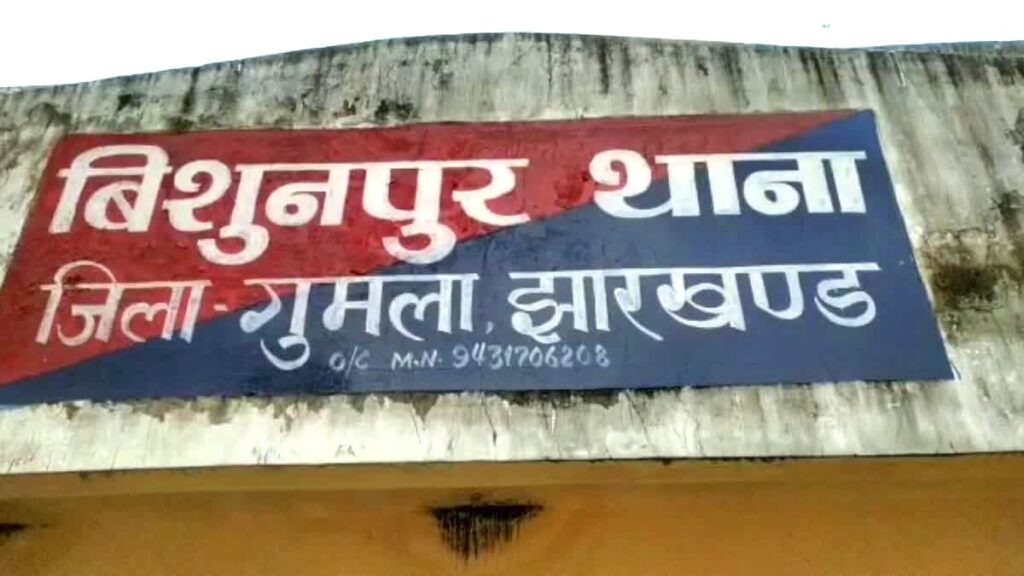 बिशुनपुर थाना
जिला-गुमला, झारखण्ड
O/C M.N. 9431706208